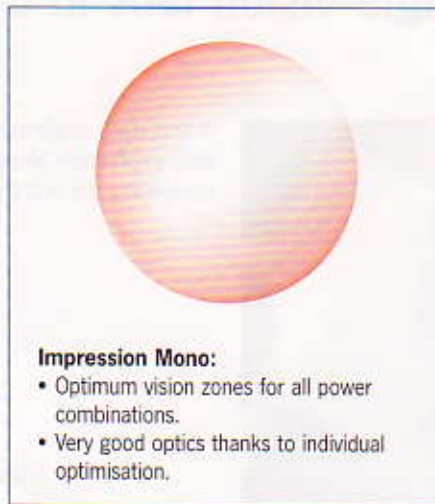 Impression Mono:
• Optimum vision zones for all power
combinations.
• Very good optics thanks to individual
optimisation.